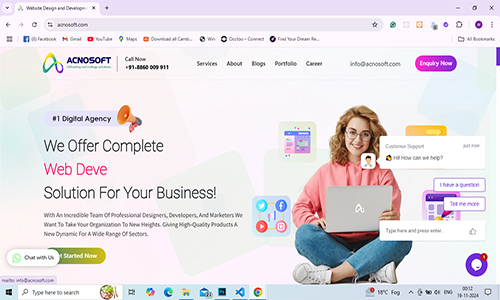 Website Design and Developm
acnosoft.com
(8) Facebook
Gmail
YouTube
Maps
Download all Cambri...
Win
Find Your Dream Re...
All Bookmarks
ACNOSOFT
Call Now
+91-8860 009 911
Services
About
Blogs
Portfolio
Career
info@acnosoft.com
Enquiry Now
#1 Digital Agency
We Offer Complete
Web Deve
Solution For Your Business!
With An Incredible Team Of Professional Designers, Developers, And Marketers We
Want To Take Your Organization To New Heights. Giving High-Quality Products A
New Dynamic For A Wide Range Of Sectors.
Chat with Us
t Started Now
Customer Support
just now
Hi! How can we help?
I have a question
Tell me more
Type here and press enter..
mailto:info@acnosoft.com
Type here to search
18°C Fog
ENG
00:12
19-11-2024